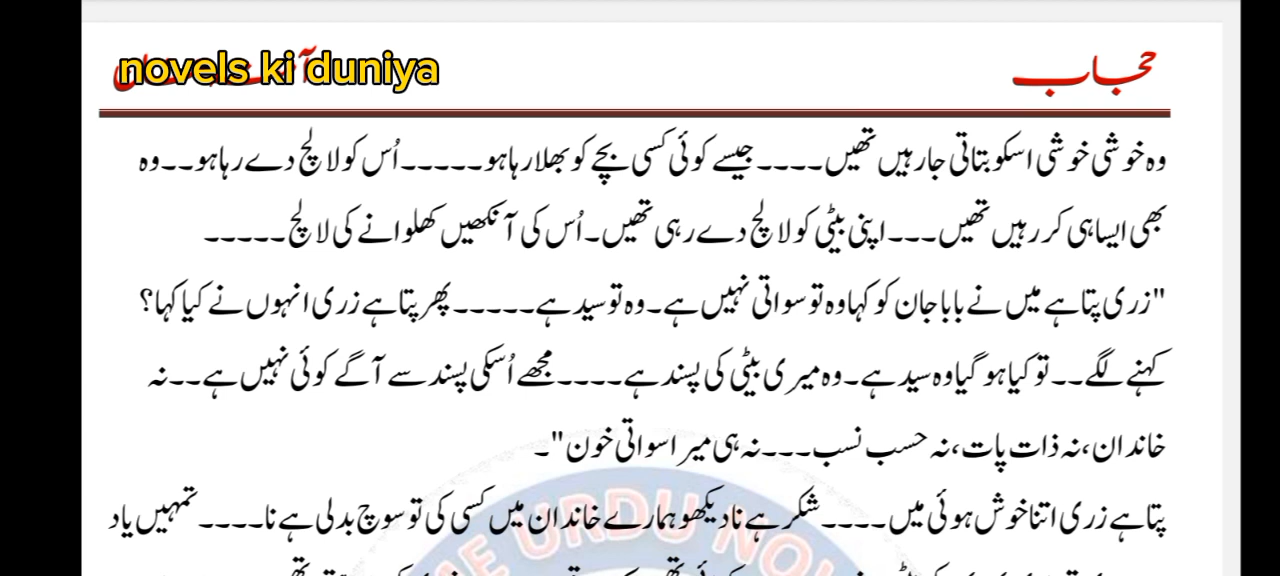 novels ki duniya
حجاب
وہ خوشی خوشی اسکو بتاتی جا رہیں تھیں۔۔۔۔ جیسے کوئی کسی بچے کو بھلا رہا ہو۔۔۔۔۔ اُس کو لالچ دے رہا ہو۔۔ وہ
بھی ایسا ہی کر رہیں تھیں۔۔۔ اپنی بیٹی کو لالچ دے رہی تھیں۔ اُس کی آنکھیں کھلوانے کی لالچ۔۔۔۔۔
"زری پتا ہے میں نے بابا جان کو کہا وہ تو سواتی نہیں ہے۔ وہ تو سید ہے۔۔۔۔۔ پھر پتا ہے زری انہوں نے کیا کہا؟
کہنے لگے۔۔ تو کیا ہو گیا وہ سید ہے۔ وہ میری بیٹی کی پسند ہے۔۔۔۔ مجھے اُسکی پسند سے آگے کوئی نہیں ہے۔۔ نہ
خاندان، نہ ذات پات، نہ حسب نسب۔۔۔ نہ ہی میرا سواتی خون"۔
پتا ہے زری اتنا خوش ہوئی میں۔۔۔۔ شکر ہے نا دیکھو ہمارے خاندان میں کسی کی تو سوچ بدلی ہے نا۔۔۔۔ تمہیں یاد
URDU NO